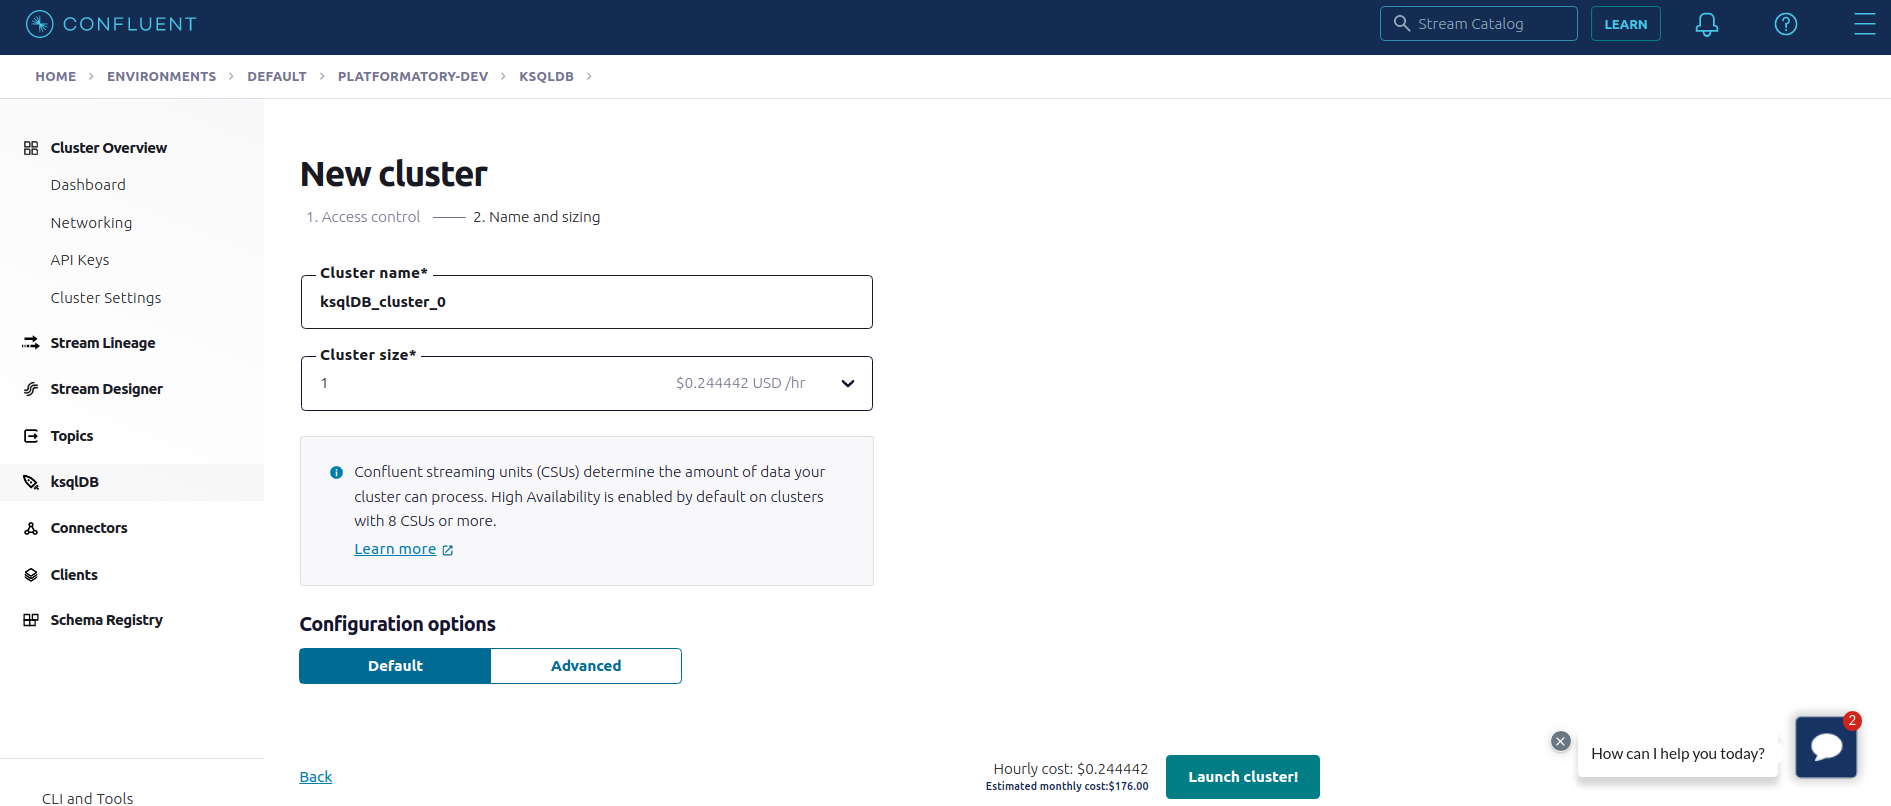 CONFLUENT
Stream Catalog
LEARN
HOME > ENVIRONMENTS > DEFAULT > PLATFORMATORY-DEV > KSQLDB >
Cluster Overview
Dashboard
Networking
API Keys
Cluster Settings
Stream Lineage
Stream Designer
Topics
ksqlDB
Connectors
Clients
Schema Registry
CLI and Tools
New cluster
1. Access control
2. Name and sizing
Cluster name*
ksqlDB_cluster_0
Cluster size*
1 $0.244442 USD /hr
Confluent streaming units (CSUs) determine the amount of data your
cluster can process. High Availability is enabled by default on clusters
with 8 CSUs or more.
Learn more
Configuration options
Default
Advanced
Back
Hourly cost: $0.244442
Estimated monthly cost:$176.00
Launch cluster!
How can I help you today?
2